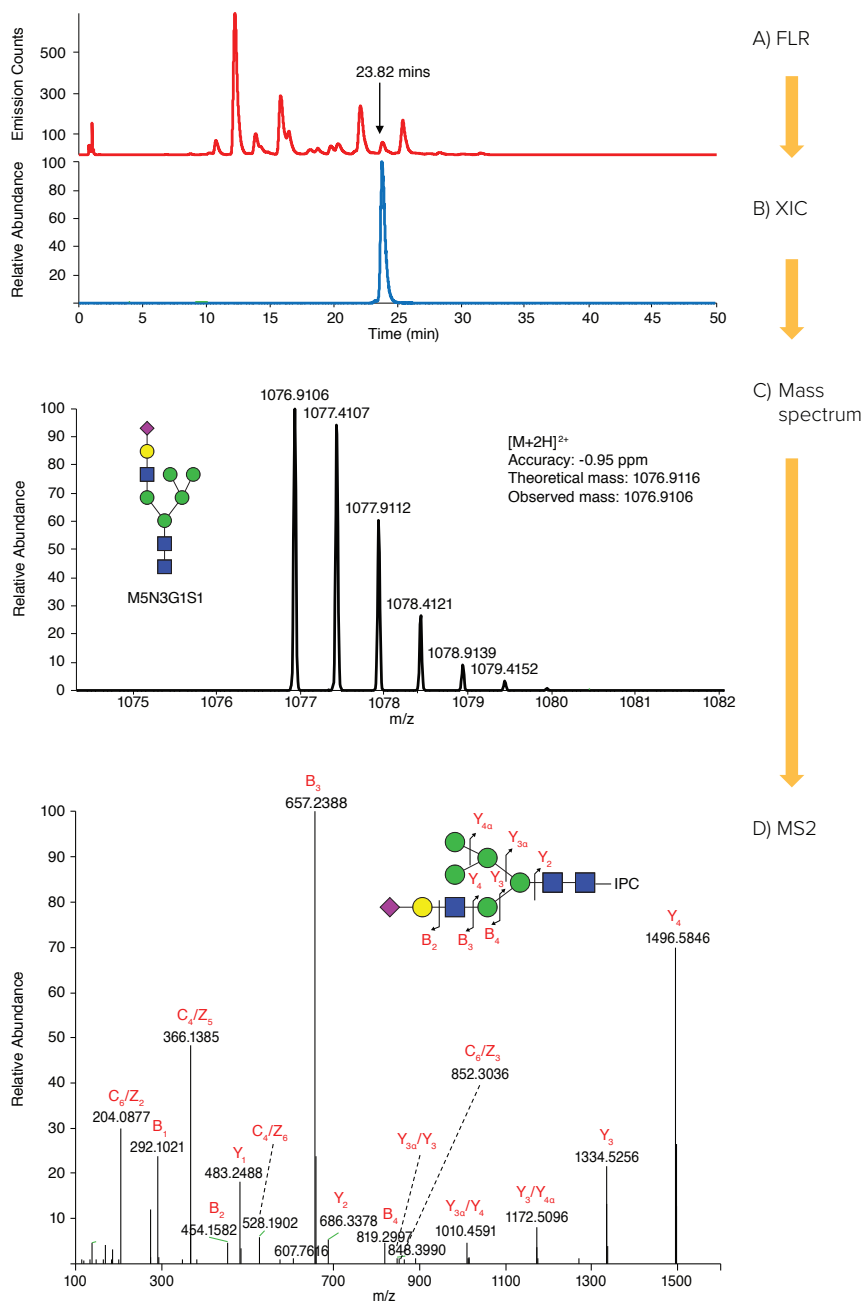 A) FLR
Emission Counts
500
300
100
23.82 mins
B) XIC
Relative Abundance
100
80
60
40
20
0 5 10 15 20 25 30 35 40 45 50
Time (min)
C) Mass
spectrum
Relative Abundance
100
90
80
70
60
50
40
30
20
10
0
1076.9106
1077.4107
1077.9112
1078.4121
1078.9139
1079.4152
[M+2H]²⁺
Accuracy: -0.95 ppm
Theoretical mass: 1076.9116
Observed mass: 1076.9106
M5N3G1S1
1075 1076 1077 1078 1079 1080 1081 1082
m/z
D) MS2
Relative Abundance
100
90
80
70
60
50
40
30
20
10
B₃
657.2388
Y₄α
Y₃α
Y₂
Y₄
Y₃
IPC
B₂
B₃
B₄
Y₄
1496.5846
C₄/Z₅
366.1385
C₆/Z₃
852.3036
C₆/Z₂
204.0877
B₁
292.1021
C₄/Z₆
528.1902
Y₃α/Y₃
848.3990
Y₃
1334.5256
Y₁
483.2488
B₂
454.1582
607.7616
Y₂
686.3378
B₄
819.2997
Y₃α/Y₄
1010.4591
Y₃/Y₄α
1172.5096
100 300 500 700 900 1100 1300 1500
m/z